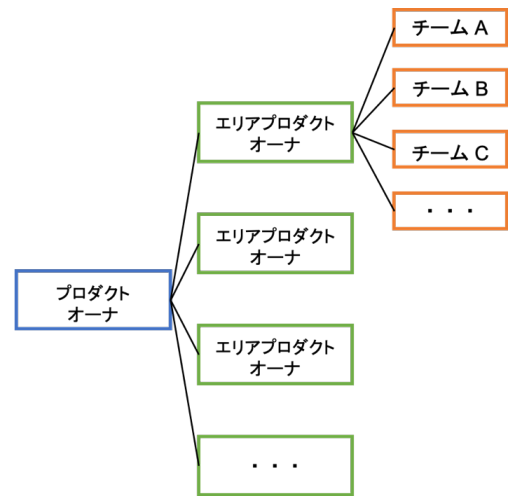 プロダクト
オーナ
エリアプロダクト
オーナ
エリアプロダクト
オーナ
エリアプロダクト
オーナ
・・・
チーム A
チーム B
チーム C
・・・